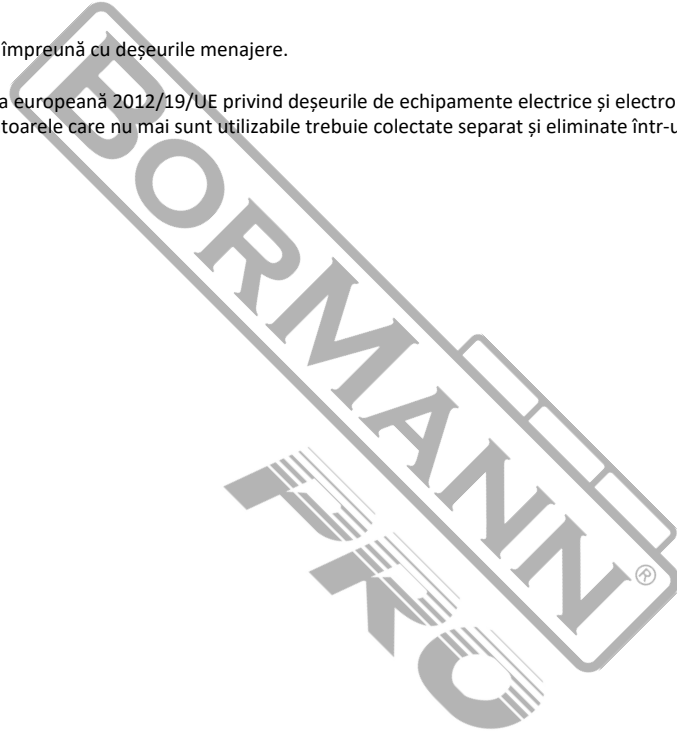 împreună cu deșeurile menajere.
a europeană 2012/19/UE privind deșeurile de echipamente electrice și electro
toarele care nu mai sunt utilizabile trebuie colectate separat și eliminate într-u
BORMANN®
PRO